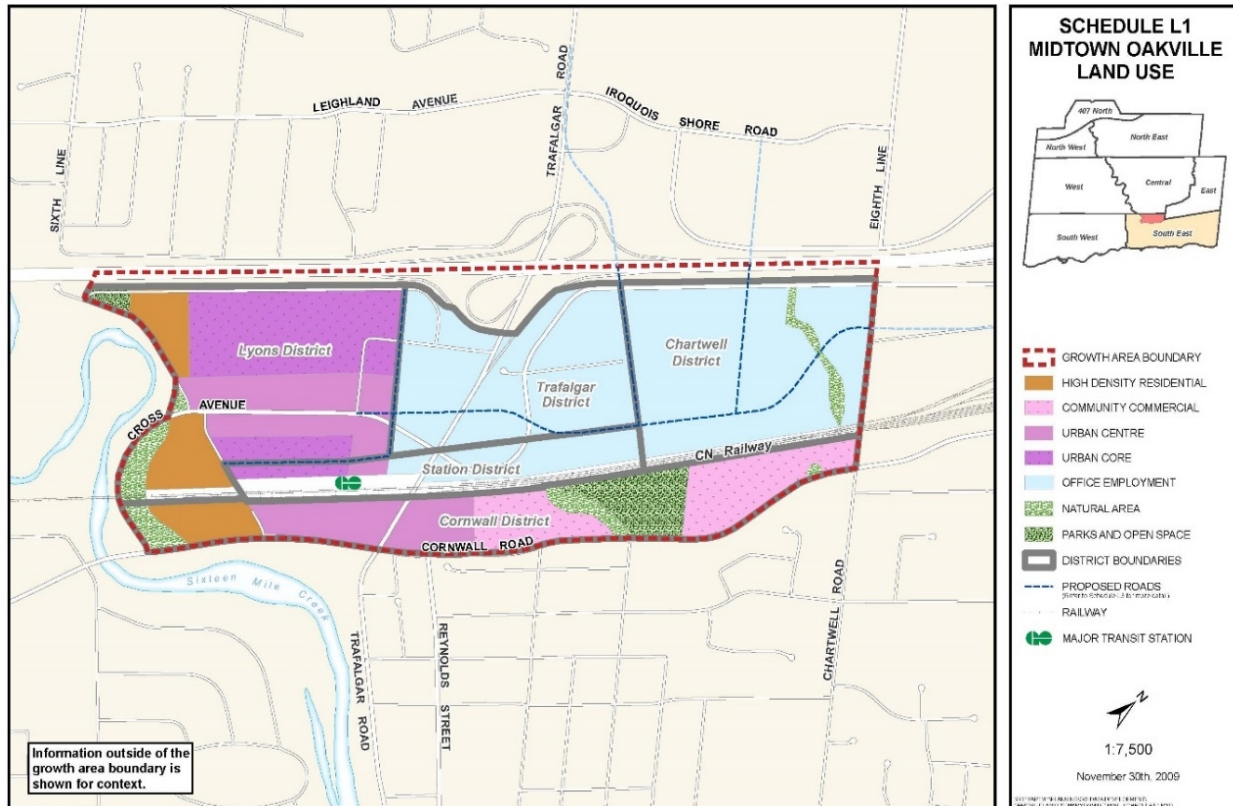 LEIGHLAND AVENUE
IROQUOIS SHORE ROAD
TRAFALGAR ROAD
SIXTH LINE
EIGHTH LINE
Lyons District
Chartwell
District
Trafalgar
District
CROSS AVENUE
CN Railway
Station District
GO
Cornwall District
CORNWALL ROAD
Sixteen Mile Creek
TRAFALGAR ROAD
REYNOLDS STREET
CHARTWELL ROAD
Information outside of the
growth area boundary is
shown for context.
SCHEDULE L1
MIDTOWN OAKVILLE
LAND USE
407 North
North West
North East
West
Central
East
South West
South East
GROWTH AREA BOUNDARY
HIGH DENSITY RESIDENTIAL
COMMUNITY COMMERCIAL
URBAN CENTRE
URBAN CORE
OFFICE EMPLOYMENT
NATURAL AREA
PARKS AND OPEN SPACE
DISTRICT BOUNDARIES
PROPOSED ROADS
RAILWAY
GO
MAJOR TRANSIT STATION
N
1:7,500
November 30th, 2009